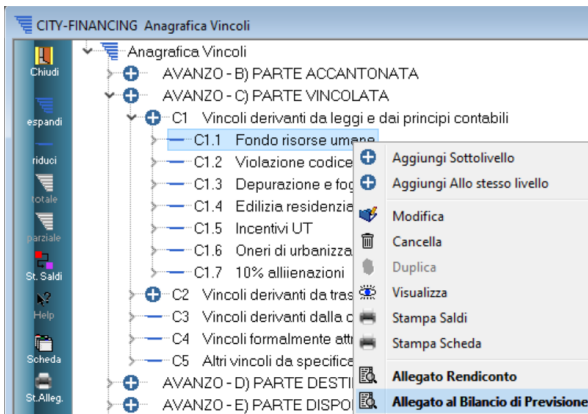 CITY-FINANCING Anagrafica Vincoli
Chiudi
espandi
riduci
totale
parziale
St. Saldi
Help
Scheda
St.Alleg.
Anagrafica Vincoli
AVANZO - B) PARTE ACCANTONATA
AVANZO - C) PARTE VINCOLATA
C1 Vincoli derivanti da leggi e dai principi contabili
C1.1 Fondo risorse umane
C1.2 Violazione codice
C1.3 Depurazione e fog
C1.4 Edilizia residenzia
C1.5 Incentivi UT
C1.6 Oneri di urbanizza
C1.7 10% alliienazioni
C2 Vincoli derivanti da tras
C3 Vincoli derivanti dalla c
C4 Vincoli formalmente attr
C5 Altri vincoli da specifica
AVANZO - D) PARTE DESTI
AVANZO - E) PARTE DISPO
Aggiungi Sottolivello
Aggiungi Allo stesso livello
Modifica
Cancella
Duplica
Visualizza
Stampa Saldi
Stampa Scheda
Allegato Rendiconto
Allegato al Bilancio di Previsione